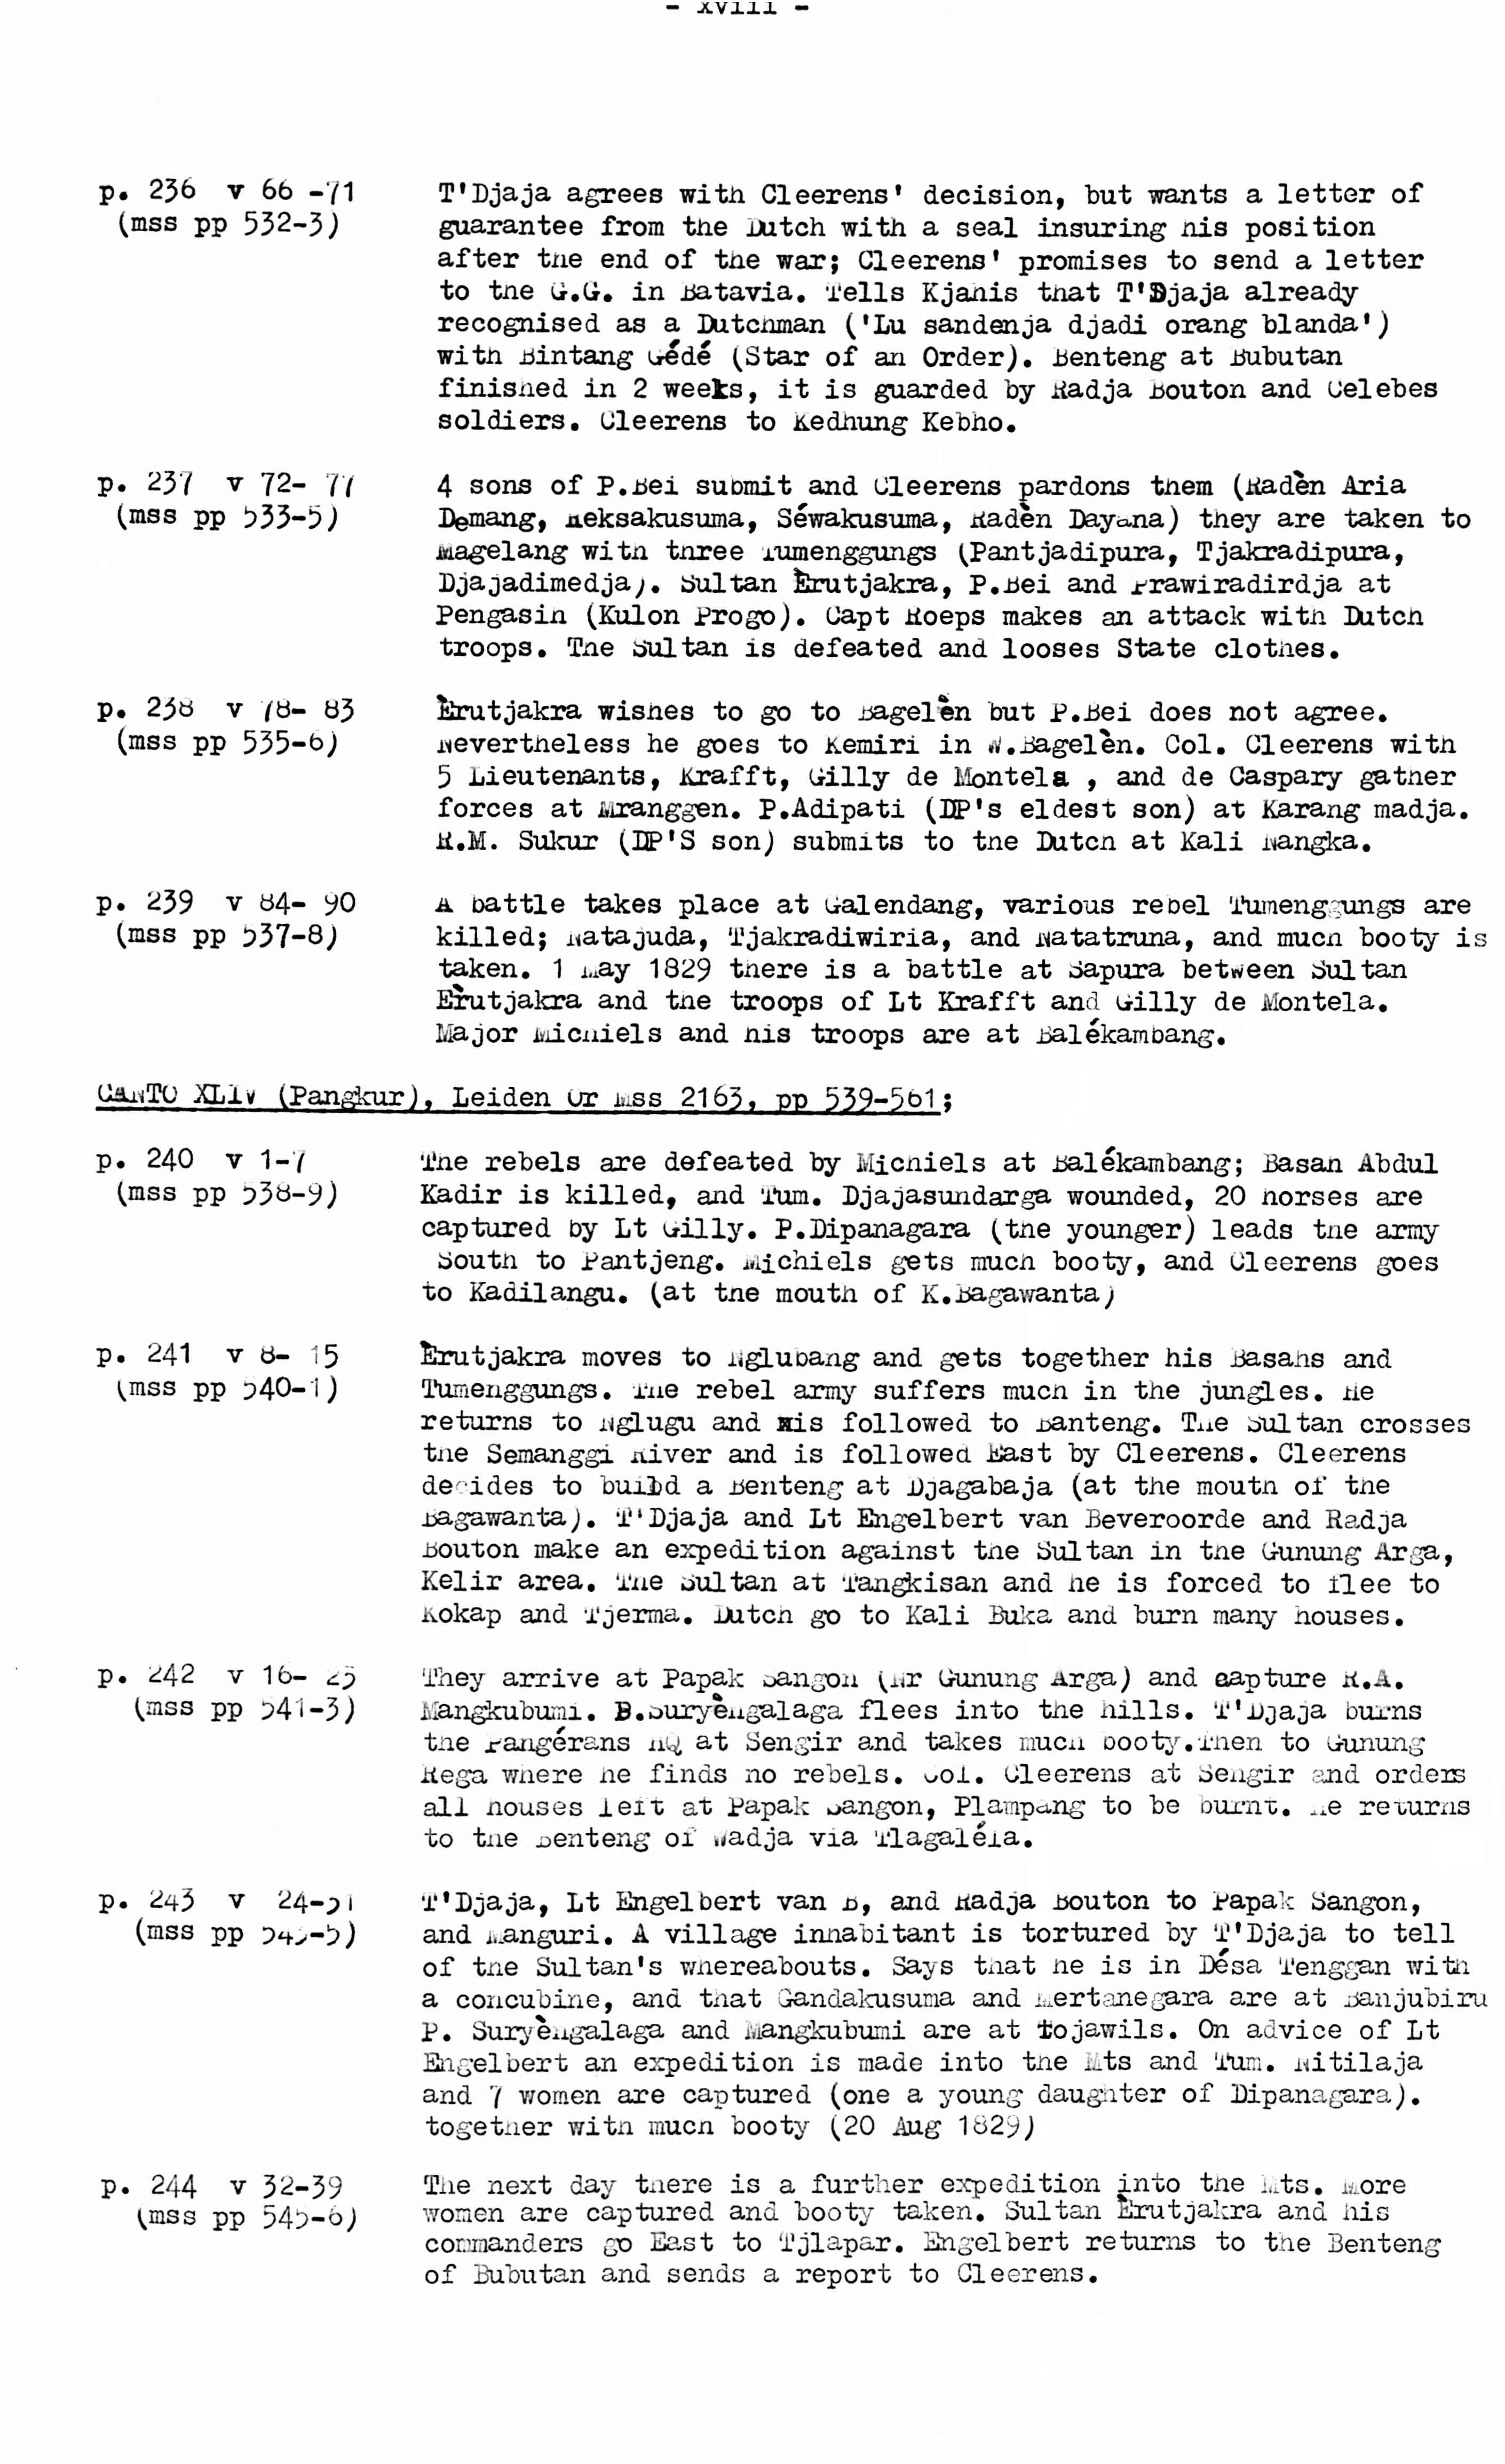 - xviii -
p. 236 v 66 -71 T'Djaja agrees with Cleerens' decision, but wants a letter of
(mss pp 532-3) guarantee from the Dutch with a seal insuring his position
after the end of the war; Cleerens' promises to send a letter
to the G.G. in Batavia. Tells Kjahis that T'Djaja already
recognised as a Dutchman ('Lu sandenja djadi orang blanda')
with Bintang Gédé (Star of an Order). Benteng at Bubutan
finished in 2 weeks, it is guarded by Radja Bouton and Celebes
soldiers. Cleerens to Kedhung Kebho.
p. 237 v 72- 77 4 sons of P.Bei submit and Cleerens pardons them (Radèn Aria
(mss pp 533-5) Demang, Reksakusuma, Séwakusuma, Radèn Dayana) they are taken to
Magelang with three Tumenggungs (Pantjadipura, Tjakradipura,
Djajadimedja). Sultan Èrutjakra, P.Bei and Prawiradirdja at
Pengasin (Kulon Progo). Capt Roeps makes an attack with Dutch
troops. The Sultan is defeated and looses State clothes.
p. 238 v 78- 83 Èrutjakra wishes to go to Bagelèn but P.Bei does not agree.
(mss pp 535-6) Nevertheless he goes to Kemiri in W.Bagelèn. Col. Cleerens with
5 Lieutenants, Krafft, Gilly de Montela , and de Caspary gather
forces at Mranggen. P.Adipati (DP's eldest son) at Karang madja.
R.M. Sukur (DP'S son) submits to the Dutch at Kali Nangka.
p. 239 v 84- 90 A battle takes place at Galendang, various rebel Tumenggungs are
(mss pp 537-8) killed; Natajuda, Tjakradiwiria, and Natatruna, and much booty is
taken. 1 May 1829 there is a battle at Sapura between Sultan
Èrutjakra and the troops of Lt Krafft and Gilly de Montela.
Major Michiels and his troops are at Balékambang.
CANTO XLIV (Pangkur), Leiden Or Mss 2163, pp 539-561;
p. 240 v 1-7 The rebels are defeated by Michiels at Balékambang; Basan Abdul
(mss pp 538-9) Kadir is killed, and Tum. Djajasundarga wounded, 20 horses are
captured by Lt Gilly. P.Dipanagara (the younger) leads the army
South to Pantjeng. Michiels gets much booty, and Cleerens goes
to Kadilangu. (at the mouth of K.Bagawanta)
p. 241 v 8- 15 Èrutjakra moves to Nglubang and gets together his Basahs and
(mss pp 540-1) Tumenggungs. The rebel army suffers much in the jungles. He
returns to Nglugu and is followed to Banteng. The Sultan crosses
the Semanggi River and is followed East by Cleerens. Cleerens
decides to build a Benteng at Djagabaja (at the mouth of the
Bagawanta). T'Djaja and Lt Engelbert van Beveroorde and Radja
Bouton make an expedition against the Sultan in the Gunung Arga,
Kelir area. The Sultan at Tangkisan and he is forced to flee to
Kokap and Tjerma. Dutch go to Kali Buka and burn many houses.
p. 242 v 16- 23 They arrive at Papak Sangon (Nr Gunung Arga) and capture R.A.
(mss pp 541-3) Mangkubumi. B.Suryèngalaga flees into the hills. T'Djaja burns
the Pangérans HQ at Sengir and takes much booty.Then to Gunung
Rega where he finds no rebels. Col. Cleerens at Sengir and orders
all houses left at Papak Sangon, Plampang to be burnt. He returns
to the Benteng of Wadja via Tlagaléla.
p. 243 v 24-31 T'Djaja, Lt Engelbert van B, and Radja Bouton to Papak Sangon,
(mss pp 543-5) and Manguri. A village inhabitant is tortured by T'Djaja to tell
of the Sultan's whereabouts. Says that he is in Désa Tenggan with
a concubine, and that Gandakusuma and Mertanegara are at Banjubiru
P. Suryèngalaga and Mangkubumi are at tojawils. On advice of Lt
Engelbert an expedition is made into the Mts and Tum. Nitilaja
and 7 women are captured (one a young daughter of Dipanagara).
together with much booty (20 Aug 1829)
p. 244 v 32-39 The next day there is a further expedition into the Mts. More
(mss pp 545-6) women are captured and booty taken. Sultan Èrutjakra and his
commanders go East to Tjlapar. Engelbert returns to the Benteng
of Bubutan and sends a report to Cleerens.